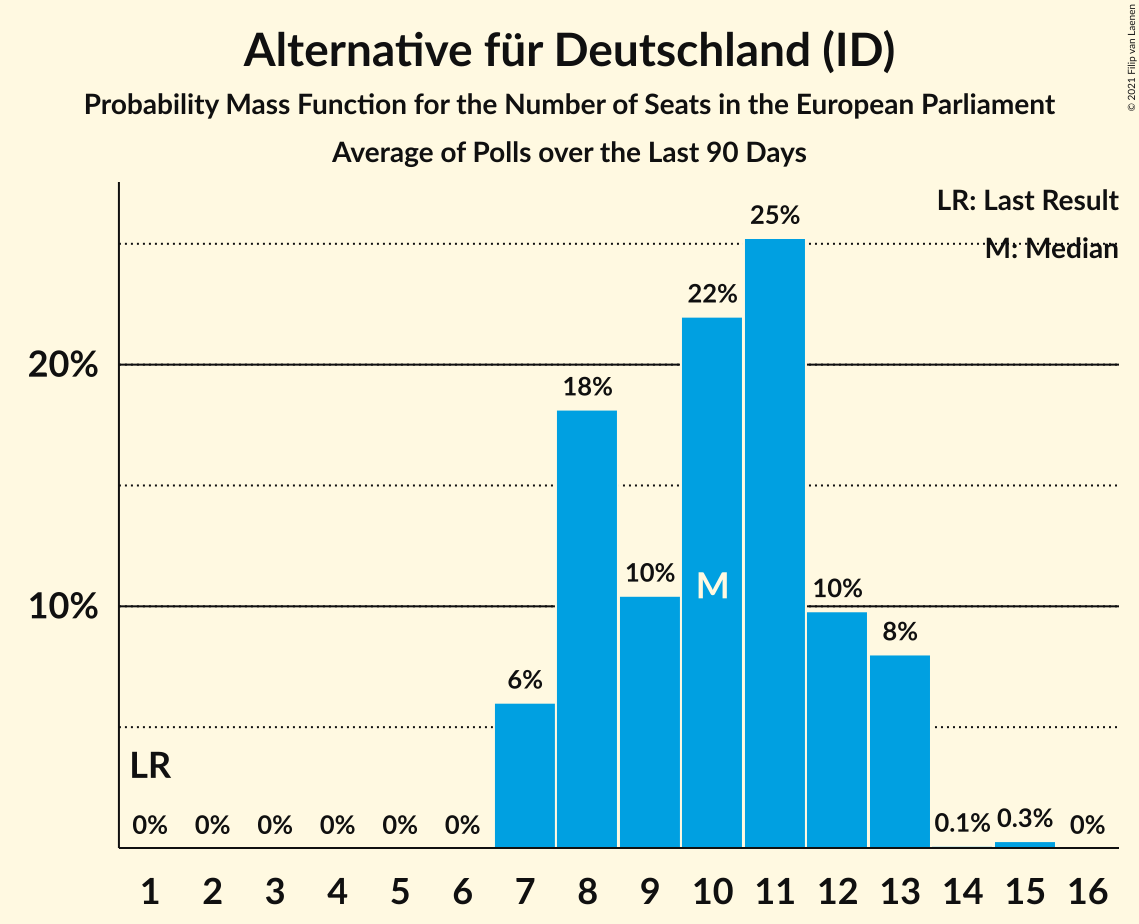 Alternative für Deutschland (ID)
Probability Mass Function for the Number of Seats in the European Parliament
Average of Polls over the Last 90 Days
© 2021 Filip van Laenen
LR: Last Result
M: Median
25%
22%
20%
18%
10%
M
10%
10%
8%
6%
LR
0% 0% 0% 0% 0% 0% 0.1% 0.3% 0%
1 2 3 4 5 6 7 8 9 10 11 12 13 14 15 16